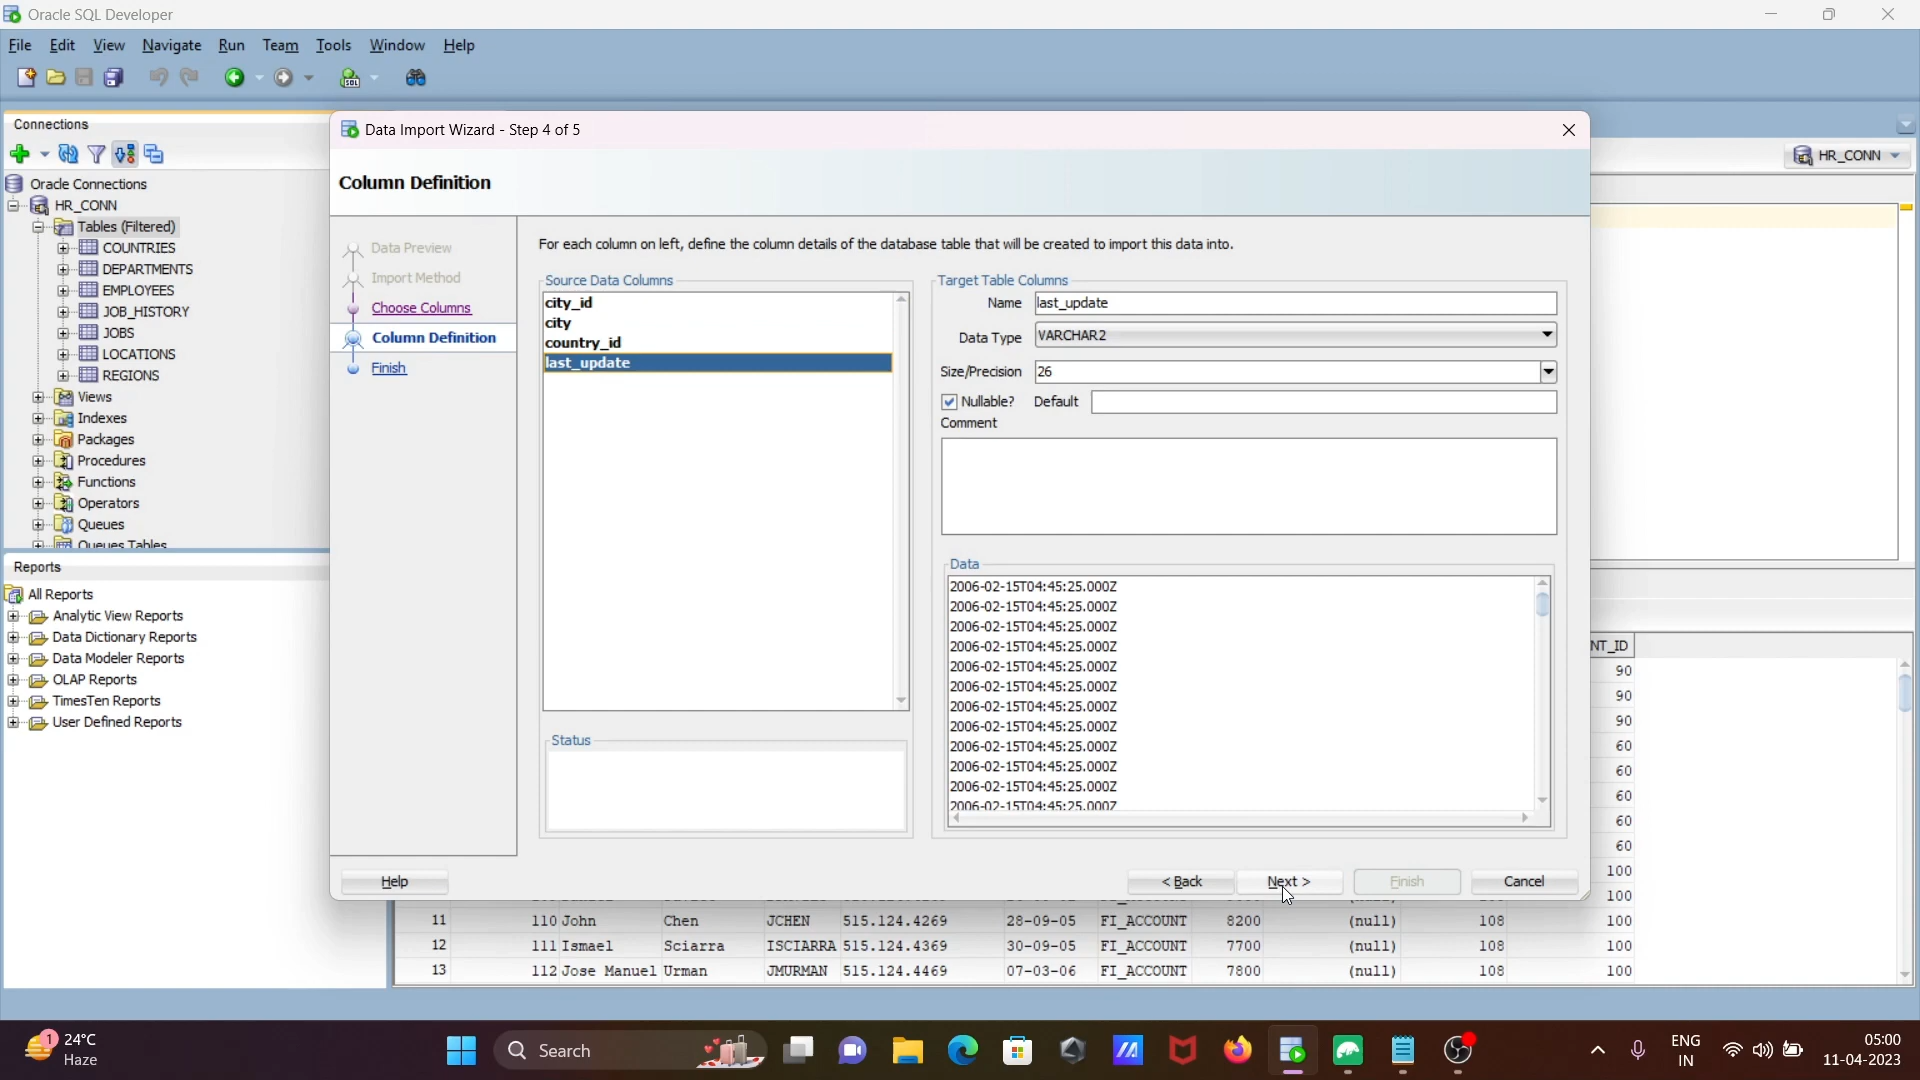 Oracle SQL Developer
File Edit View Navigate Run Team Tools Window Help
SQL
Connections
Oracle Connections
HR_CONN
Tables (Filtered)
COUNTRIES
DEPARTMENTS
EMPLOYEES
JOB_HISTORY
JOBS
LOCATIONS
REGIONS
Views
Indexes
Packages
Procedures
Functions
Operators
Queues
Queues Tables
Reports
All Reports
Analytic View Reports
Data Dictionary Reports
Data Modeler Reports
OLAP Reports
TimesTen Reports
User Defined Reports
Data Import Wizard - Step 4 of 5
Column Definition
Data Preview
Import Method
Choose Columns
Column Definition
Finish
For each column on left, define the column details of the database table that will be created to import this data into.
Source Data Columns
city_id
city
country_id
last_update
Status
Target Table Columns
Name last_update
Data Type VARCHAR2
Size/Precision 26
Nullable? Default
Comment
Data
2006-02-15T04:45:25.000Z
2006-02-15T04:45:25.000Z
2006-02-15T04:45:25.000Z
2006-02-15T04:45:25.000Z
2006-02-15T04:45:25.000Z
2006-02-15T04:45:25.000Z
2006-02-15T04:45:25.000Z
2006-02-15T04:45:25.000Z
2006-02-15T04:45:25.000Z
2006-02-15T04:45:25.000Z
2006-02-15T04:45:25.000Z
2006-02-15T04:45:25.000Z
Help < Back Next > Finish Cancel
HR_CONN
NT_ID
90
90
90
60
60
60
60
60
100
100
11 110 John Chen JCHEN 515.124.4269 28-09-05 FI_ACCOUNT 8200 (null) 108 100
12 111 Ismael Sciarra ISCIARRA 515.124.4369 30-09-05 FI_ACCOUNT 7700 (null) 108 100
13 112 Jose Manuel Urman JMURMAN 515.124.4469 07-03-06 FI_ACCOUNT 7800 (null) 108 100
1
24°C
Haze
Search
ENG
IN
05:00
11-04-2023